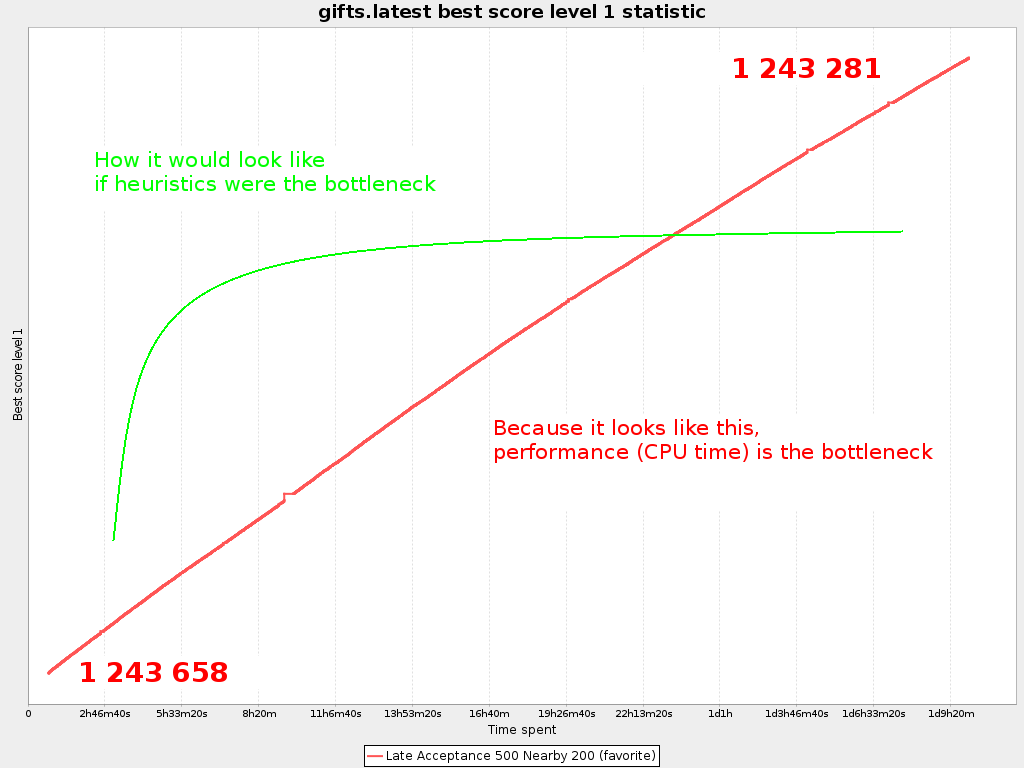 gifts.latest best score level 1 statistic
1 243 281
How it would look like
if heuristics were the bottleneck
Best score level 1
Because it looks like this,
performance (CPU time) is the bottleneck
1 243 658
0 2h46m40s 5h33m20s 8h20m 11h6m40s 13h53m20s 16h40m 19h26m40s 22h13m20s 1d1h 1d3h46m40s 1d6h33m20s 1d9h20m
Time spent
Late Acceptance 500 Nearby 200 (favorite)